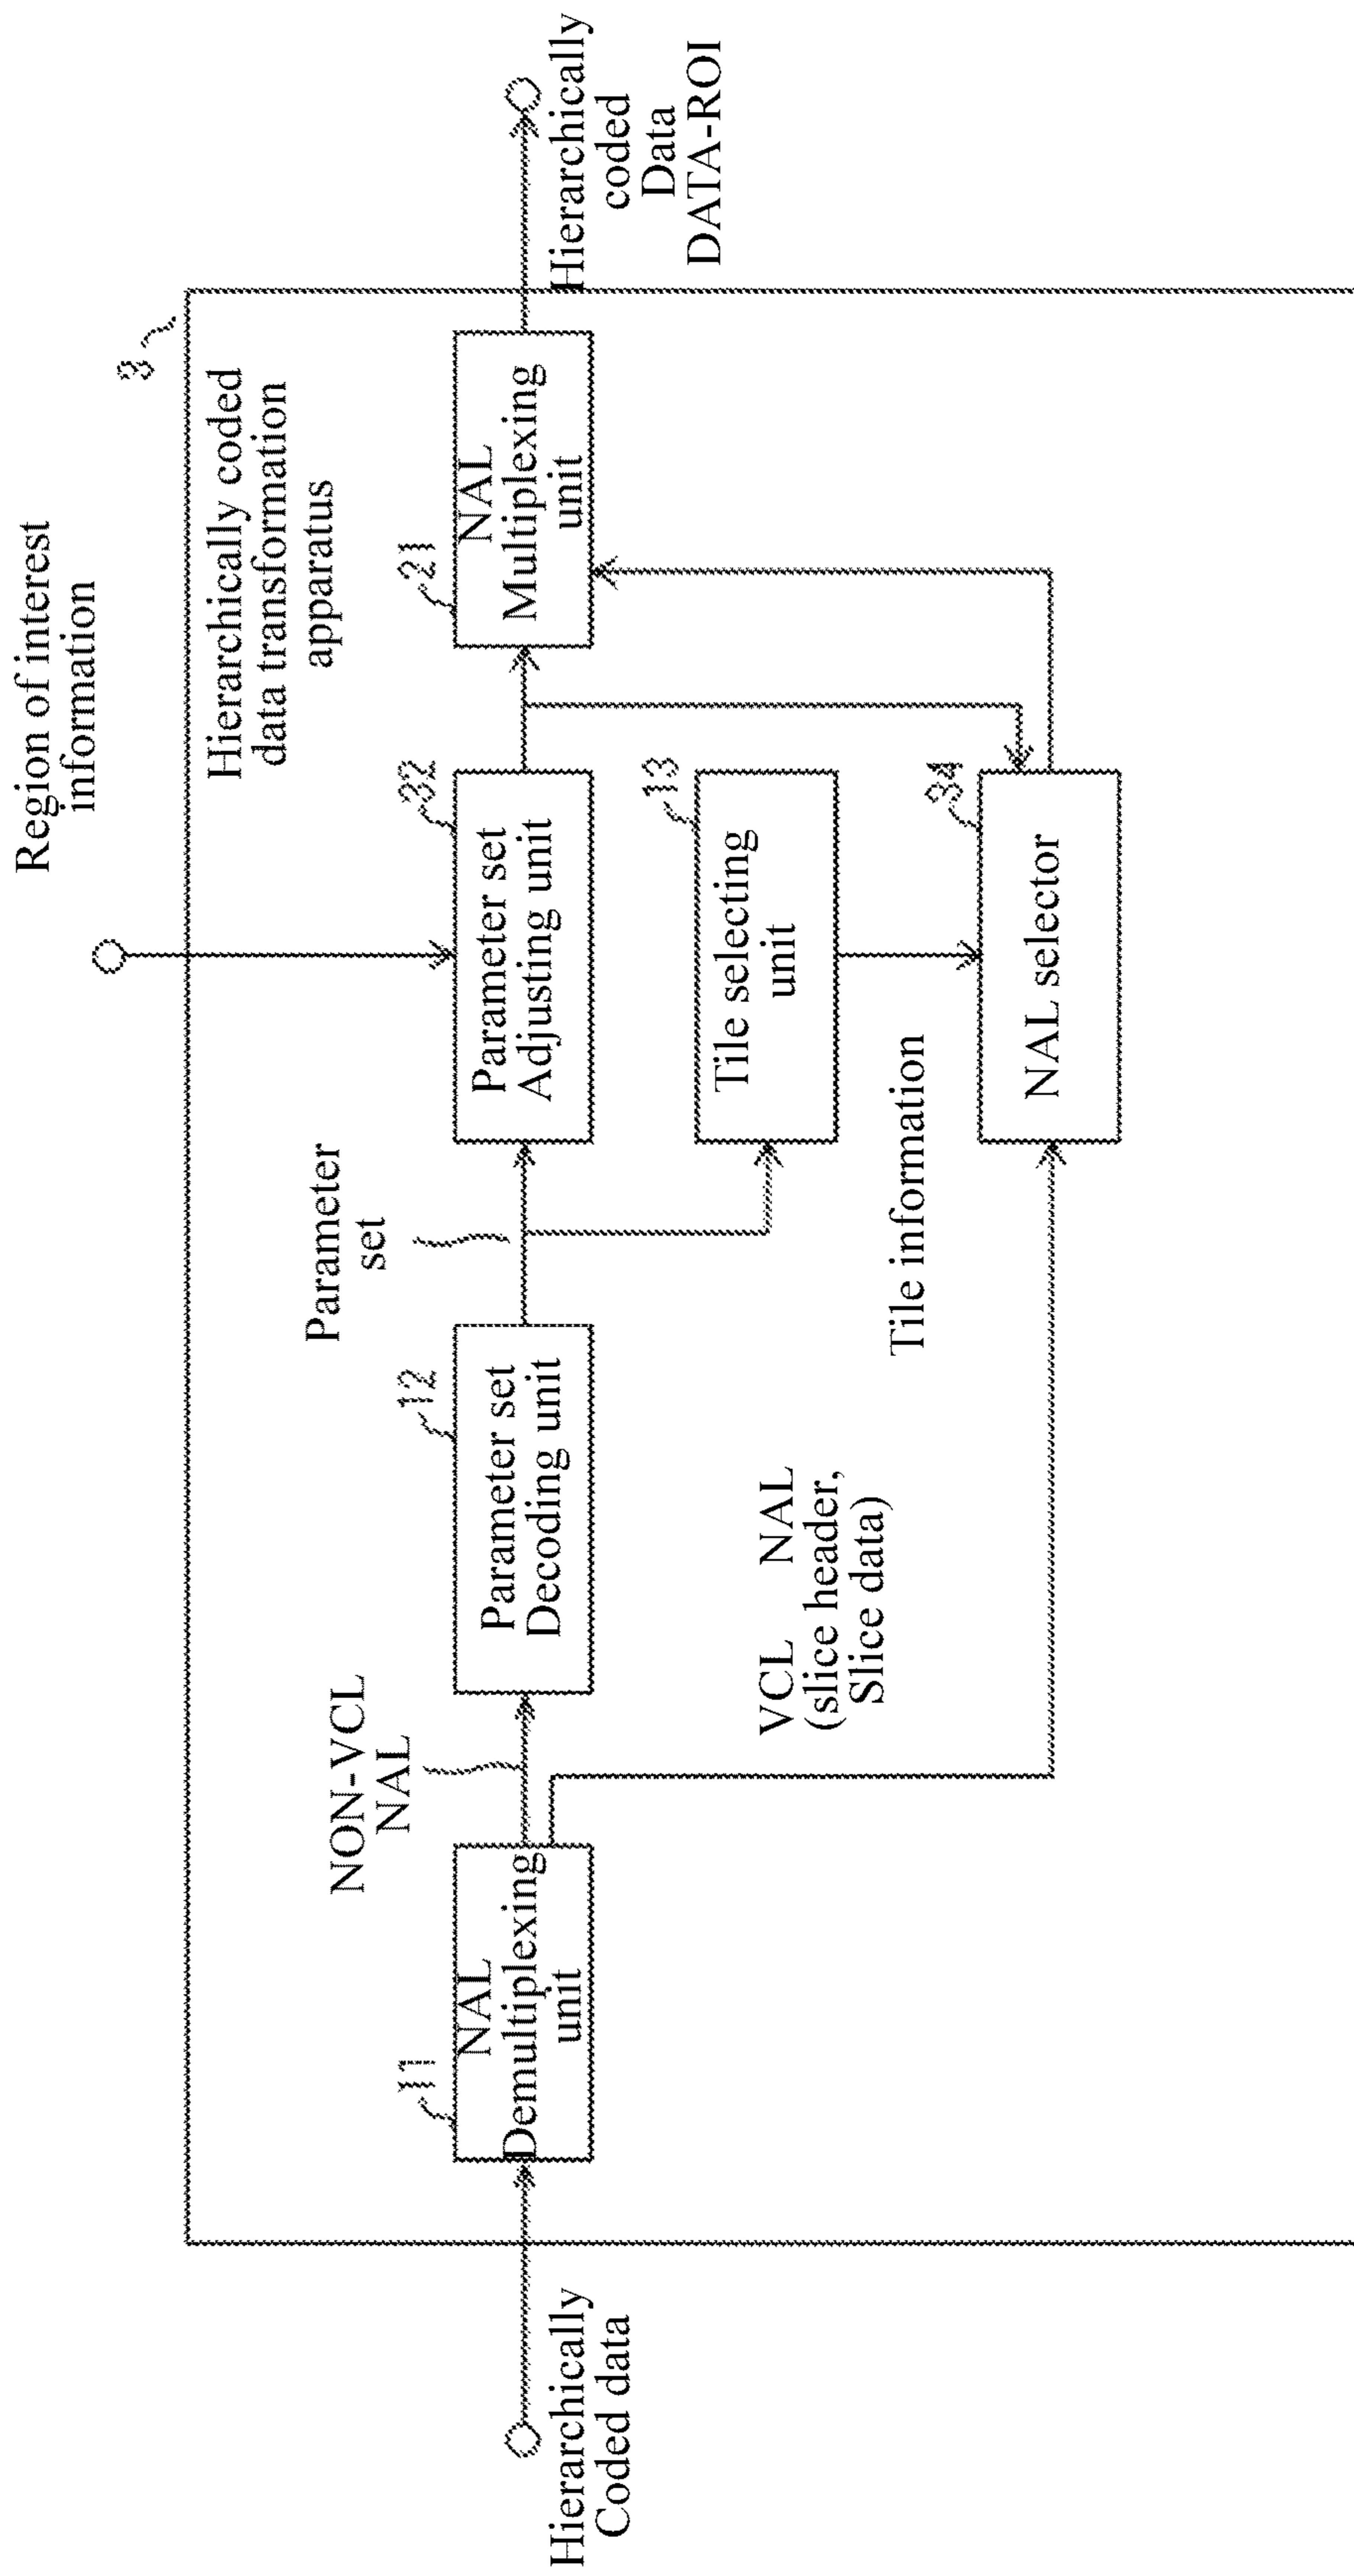 Region of interest
information
3
Hierarchically coded
data transformation
apparatus
Hierarchically
Coded data
11
NAL
Demultiplexing
unit
NON-VCL
NAL
12
Parameter set
Decoding unit
Parameter
set
32
Parameter set
Adjusting unit
21
NAL
Multiplexing
unit
Hierarchically
coded
Data
DATA-ROI
13
Tile selecting
unit
VCL NAL
(slice header,
Slice data)
Tile information
34
NAL selector